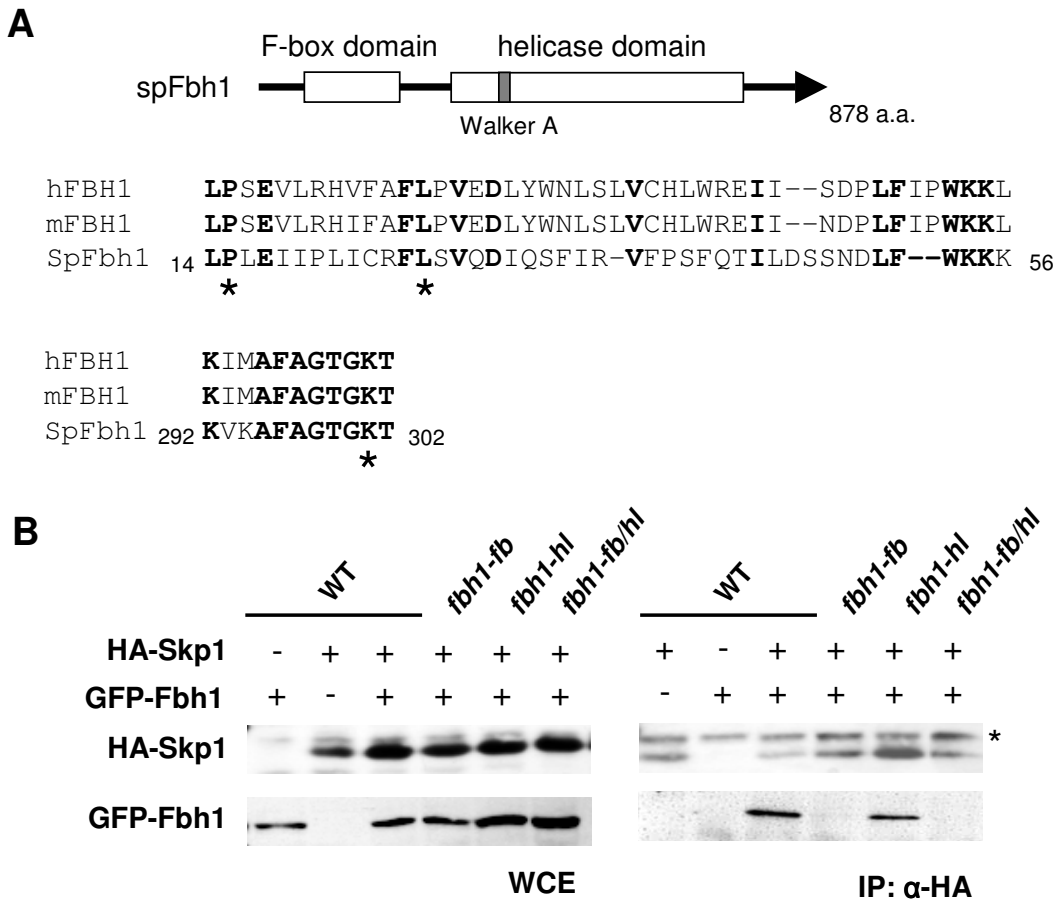 A
F-box domain helicase domain
spFbh1
Walker A
878 a.a.
hFBH1 LPSEVLRHVFAFLPVEDLYWNLSLVCHLWREII--SDPLFIPWKKL
mFBH1 LPSEVLRHIFAFLPVEDLYWNLSLVCHLWREII--NDPLFIPWKKL
SpFbh1 14 LPLEIIPLICRFLSVQDIQSFIR-VFPSFQTILDSSNDLF--WKKK 56
* *
hFBH1 KIMAFAGTGKT
mFBH1 KIMAFAGTGKT
SpFbh1 292 KVKAFAGTGKT 302
*
B
WT fbh1-fb fbh1-hl fbh1-fb/hl WT fbh1-fb fbh1-hl fbh1-fb/hl
HA-Skp1 - + + + + + + - + + + +
GFP-Fbh1 + - + + + + - + + + + +
HA-Skp1 *
GFP-Fbh1
WCE IP: α-HA